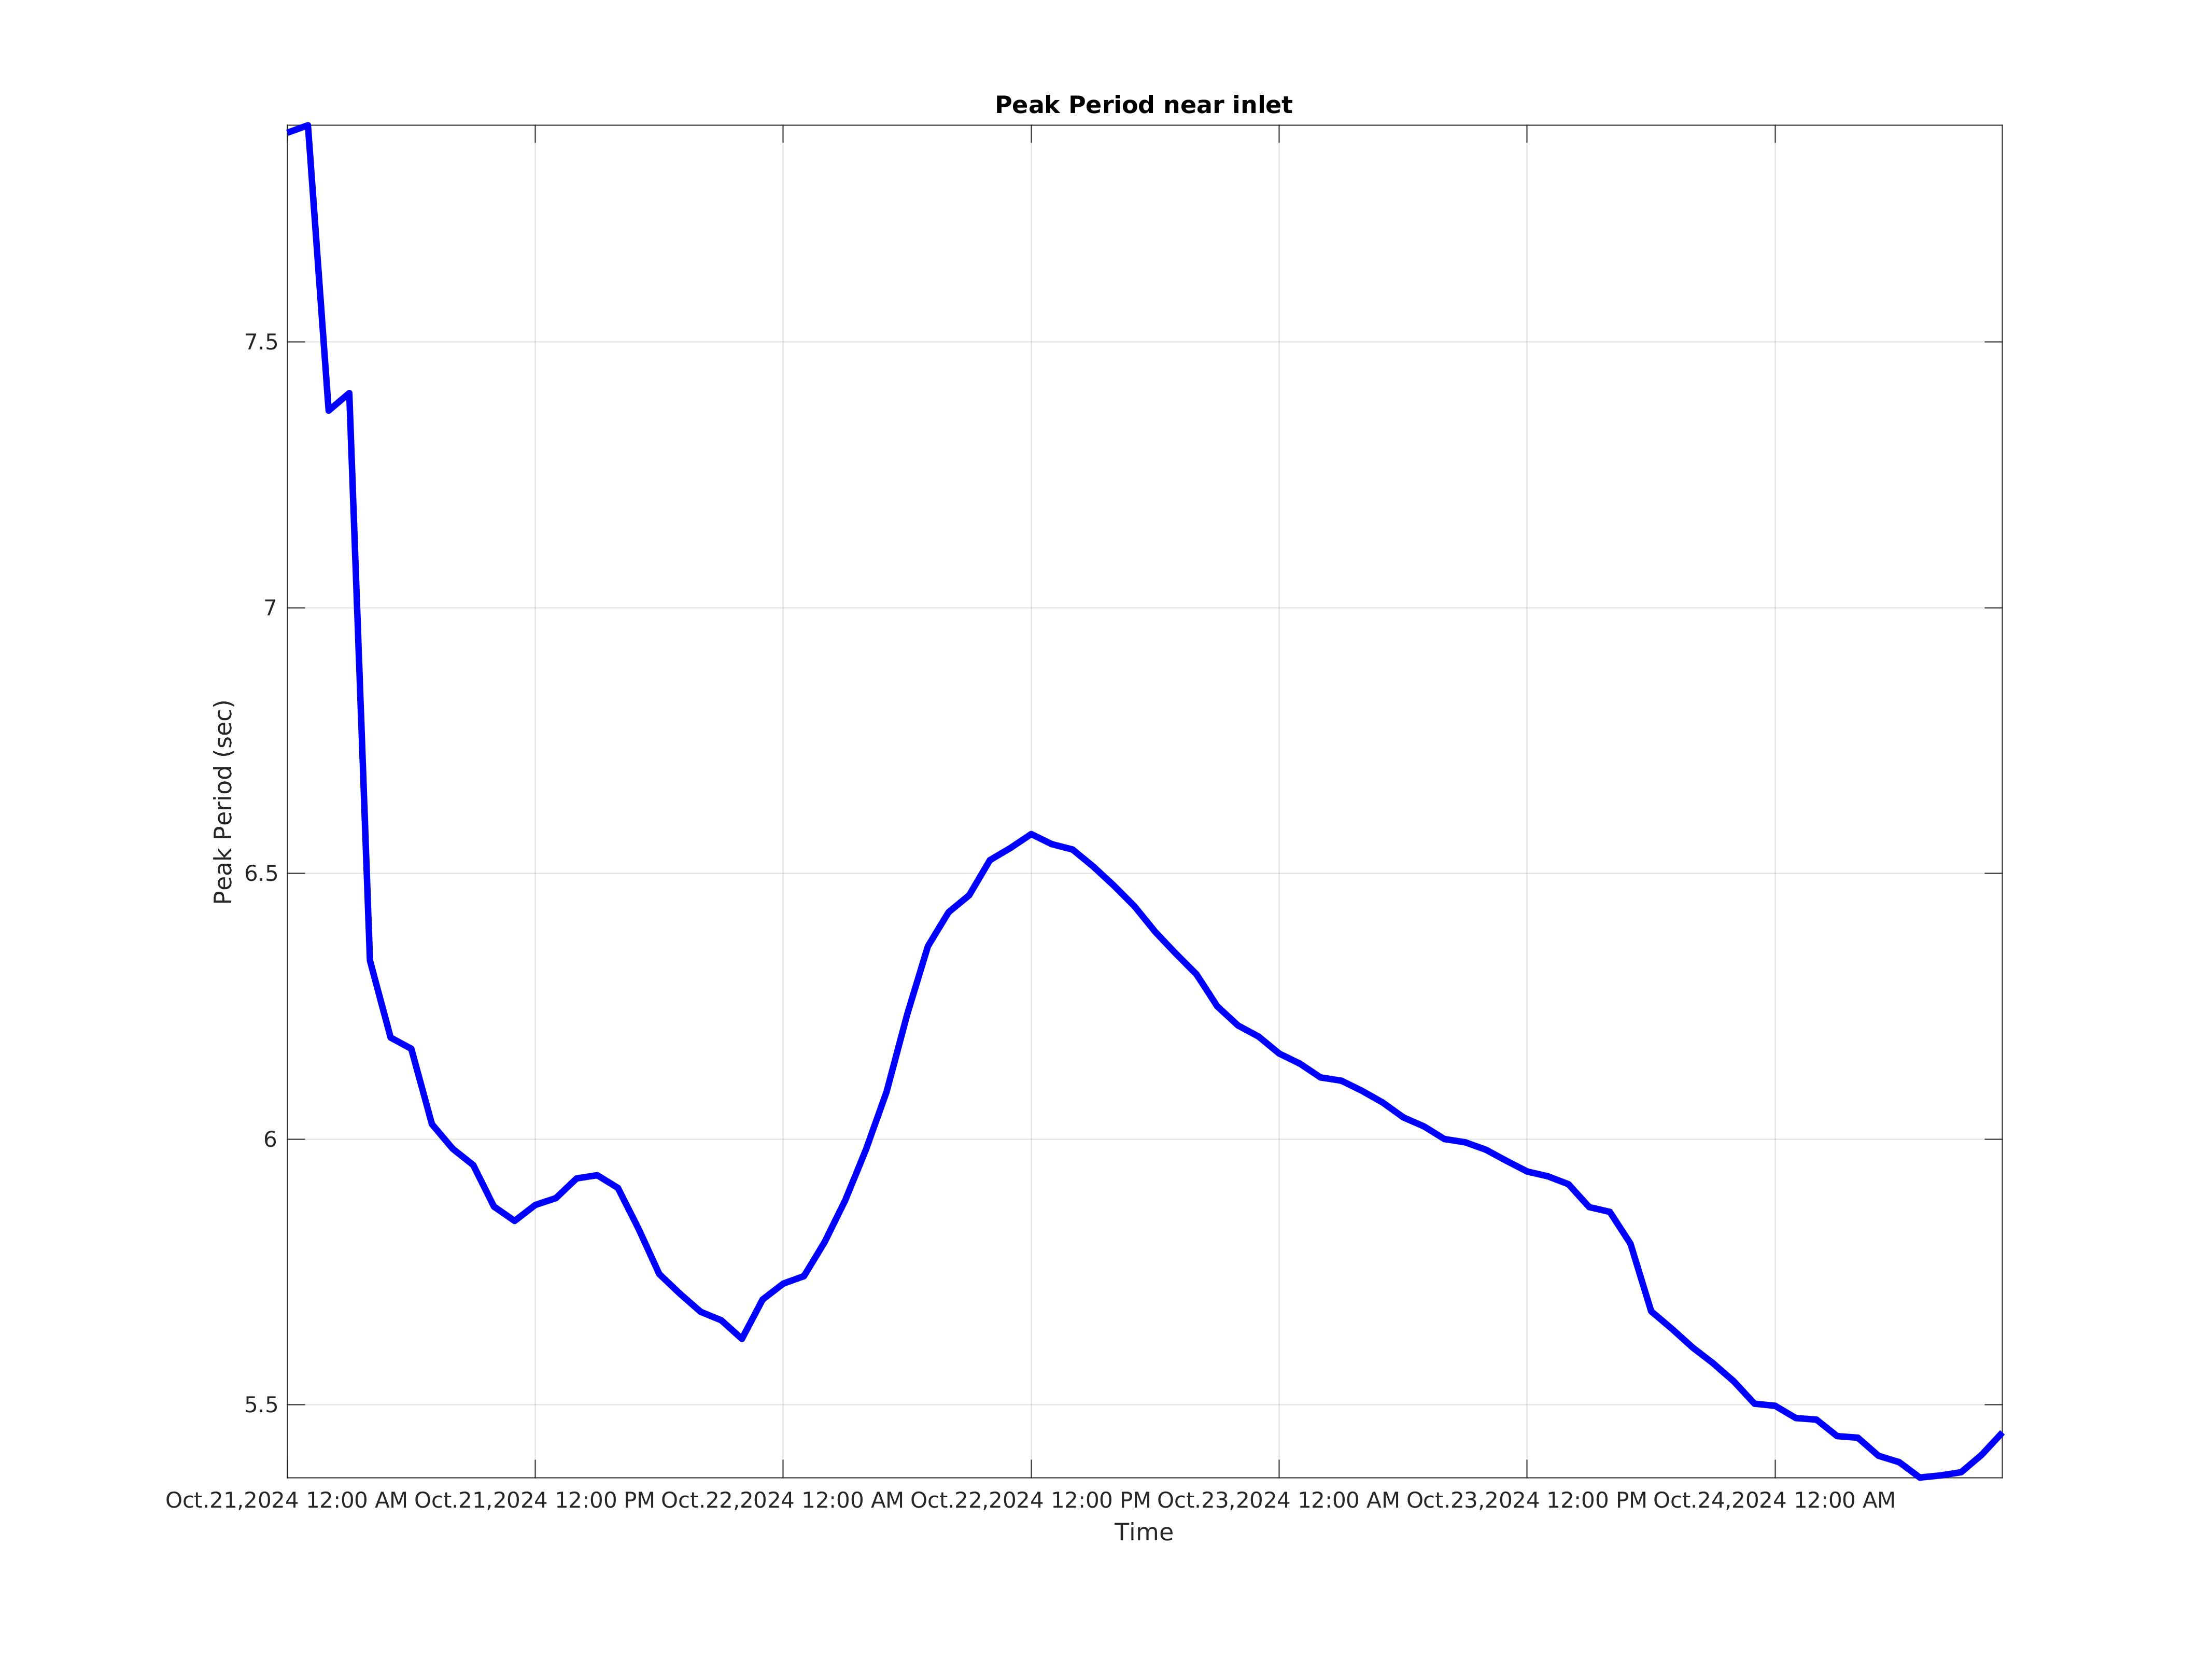 Peak Period near inlet
7.5
7
6.5
6
5.5
Peak Period (sec)
Oct.21,2024 12:00 AM Oct.21,2024 12:00 PM Oct.22,2024 12:00 AM Oct.22,2024 12:00 PM Oct.23,2024 12:00 AM Oct.23,2024 12:00 PM Oct.24,2024 12:00 AM
Time